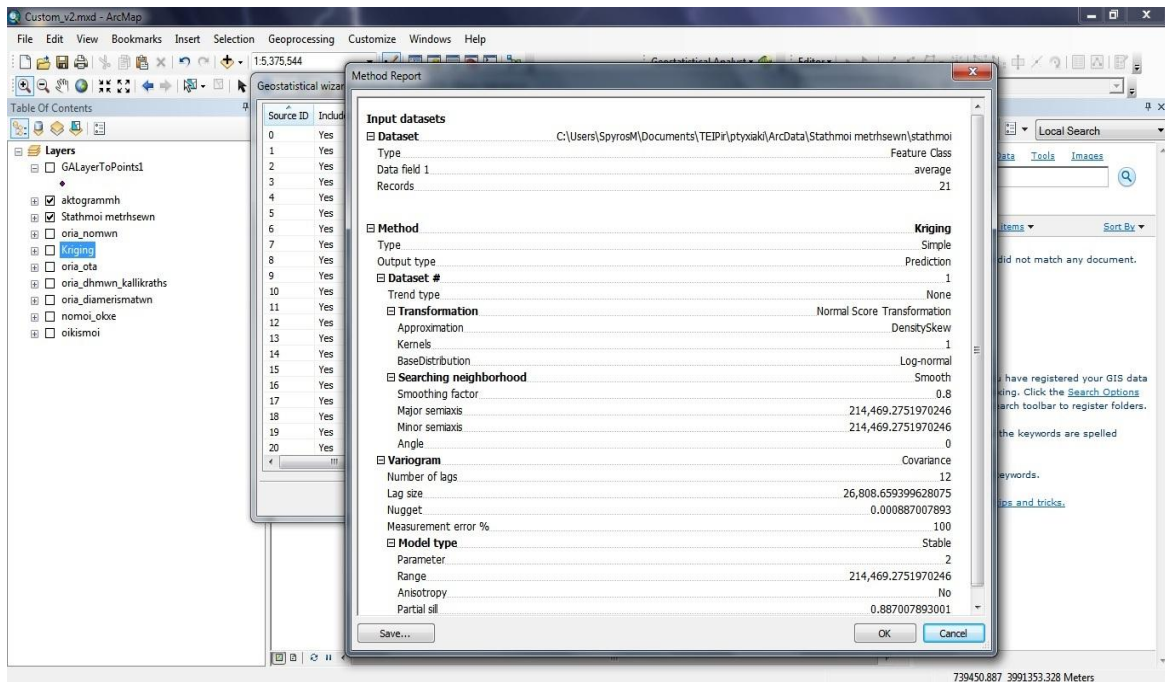 Custom_v2.mxd - ArcMap
File Edit View Bookmarks Insert Selection Geoprocessing Customize Windows Help
1:5,375,544
Table Of Contents
Layers
GALayerToPoints1
aktogrammh
Stathmoi metrhsewn
oria_nomwn
Kriging
oria_ota
oria_dhmwn_kallikraths
oria_diamerismatwn
nomoi_okxe
oikismoi
Geostatistical wizar
Source ID Includ
0 Yes
1 Yes
2 Yes
3 Yes
4 Yes
5 Yes
6 Yes
7 Yes
8 Yes
9 Yes
10 Yes
11 Yes
12 Yes
13 Yes
14 Yes
15 Yes
16 Yes
17 Yes
18 Yes
19 Yes
20 Yes
Method Report
Input datasets
Dataset C:\Users\SpyrosM\Documents\TEIPir\ptyxiaki\ArcData\Stathmoi metrhsewn\stathmoi
Type Feature Class
Data field 1 average
Records 21
Method Kriging
Type Simple
Output type Prediction
Dataset # 1
Trend type None
Transformation Normal Score Transformation
Approximation DensitySkew
Kernels 1
BaseDistribution Log-normal
Searching neighborhood Smooth
Smoothing factor 0.8
Major semiaxis 214,469.2751970246
Minor semiaxis 214,469.2751970246
Angle 0
Variogram Covariance
Number of lags 12
Lag size 26,808.659399628075
Nugget 0.000887007893
Measurement error % 100
Model type Stable
Parameter 2
Range 214,469.2751970246
Anisotropy No
Partial sill 0.887007893001
Save... OK Cancel
Local Search
Data Tools Images
items Sort By
did not match any document.
have registered your GIS data
king. Click the Search Options
earch toolbar to register folders.
the keywords are spelled
eywords.
ips and tricks.
739450.887 3991353.328 Meters